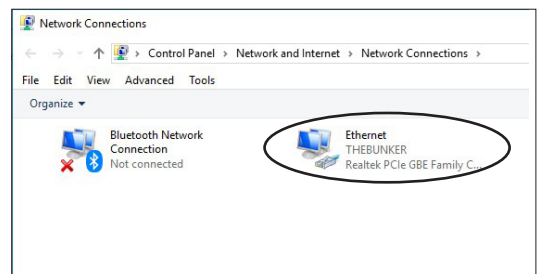 Network Connections
Control Panel > Network and Internet > Network Connections >
File Edit View Advanced Tools
Organize
Bluetooth Network
Connection
Not connected
Ethernet
THEBUNKER
Realtek PCIe GBE Family C...